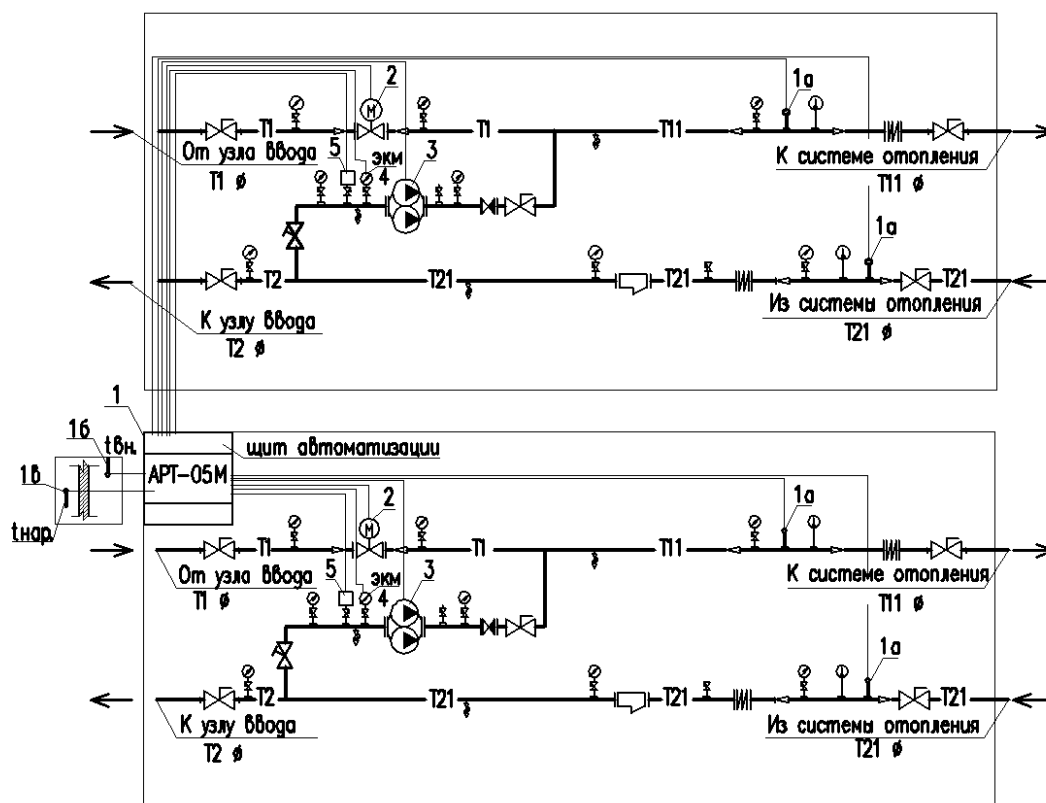 2
1а
Т1
Т1
Т11
От узла ввода
Т1 ø
5
экм
4
3
К системе отопления
Т11 ø
1а
Т2
Т21
Т21
Т21
К узлу ввода
Т2 ø
Из системы отопления
Т21 ø
1
1б
tвн.
щит автоматизации
1в
АРТ-05М
tнар.
2
1а
Т1
Т1
Т11
От узла ввода
Т1 ø
5
экм
4
3
К системе отопления
Т11 ø
1а
Т2
Т21
Т21
Т21
К узлу ввода
Т2 ø
Из системы отопления
Т21 ø
М
М